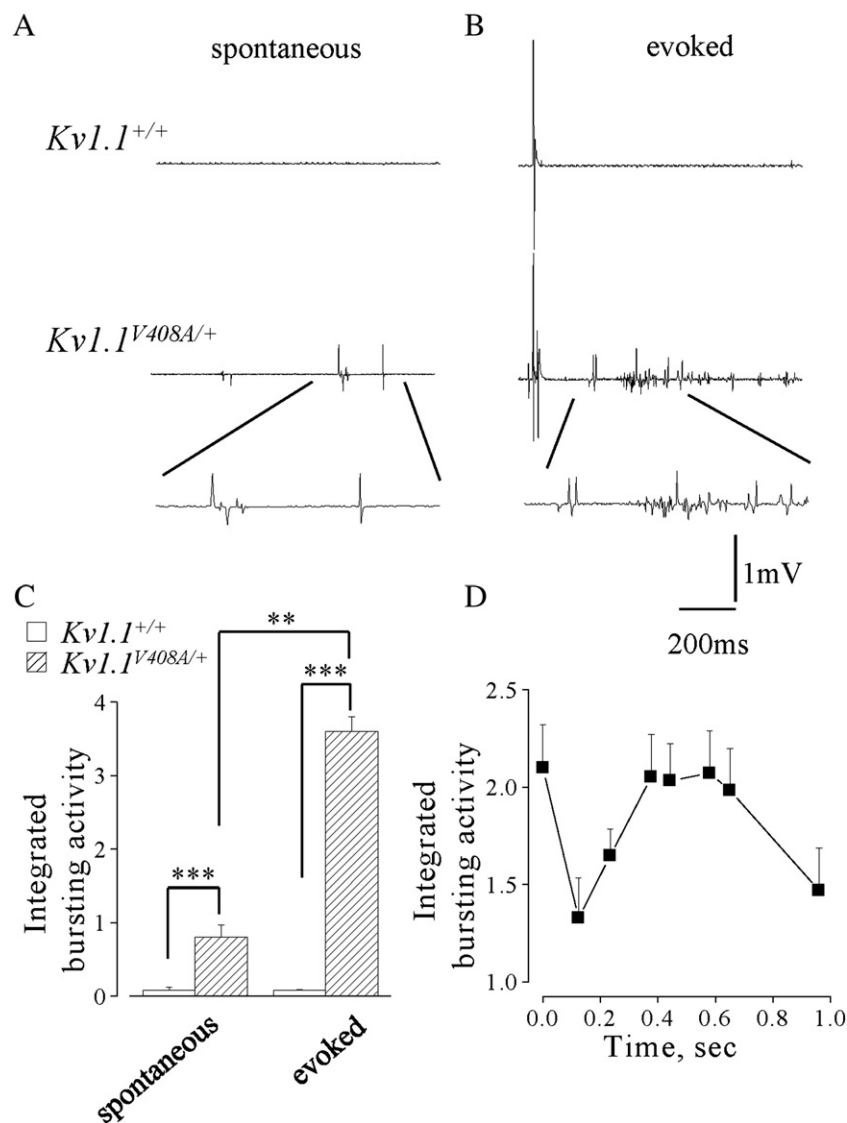 A
B
spontaneous
evoked
Kv1.1+/+
Kv1.1V408A/+
1mV
200ms
C
D
Kv1.1+/+
Kv1.1V408A/+
**
***
***
Integrated
bursting activity
4
3
2
1
0
spontaneous
evoked
Integrated
bursting activity
2.5
2.0
1.5
1.0
0.0 0.2 0.4 0.6 0.8 1.0
Time, sec